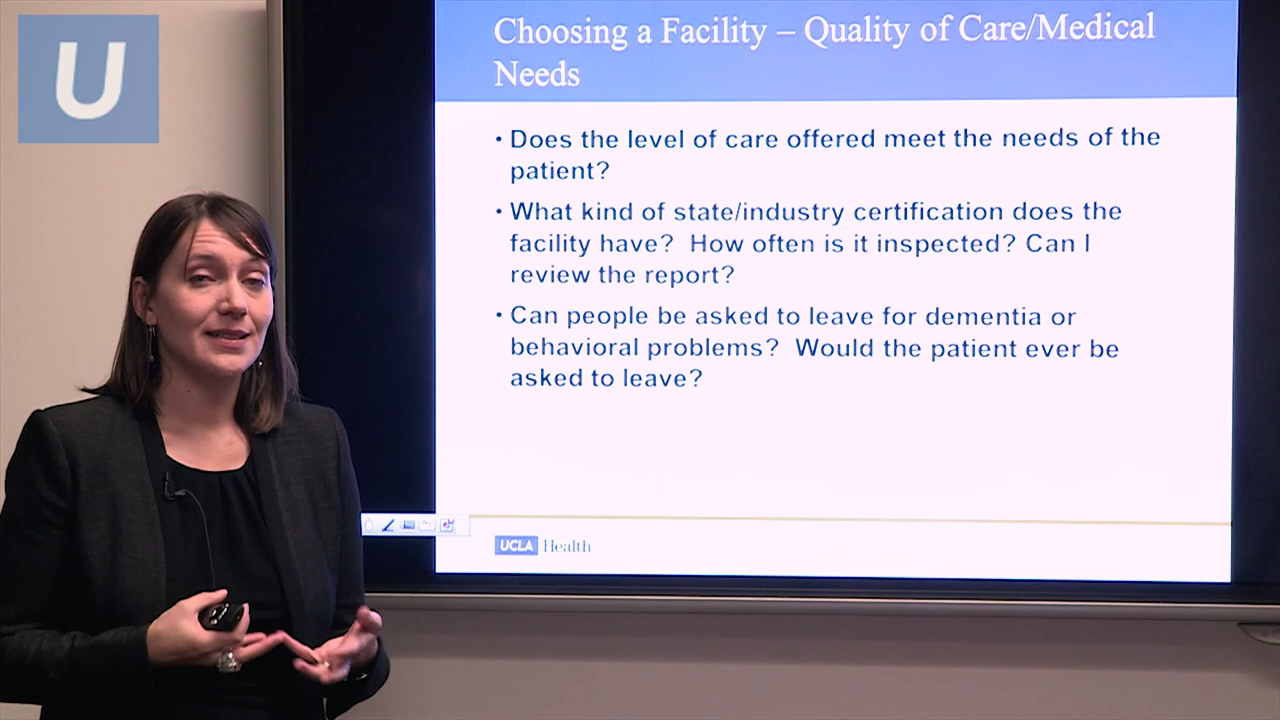 U
Choosing a Facility – Quality of Care/Medical
Needs
• Does the level of care offered meet the needs of the
patient?
• What kind of state/industry certification does the
facility have?  How often is it inspected? Can I
review the report?
• Can people be asked to leave for dementia or
behavioral problems?  Would the patient ever be
asked to leave?
UCLA Health